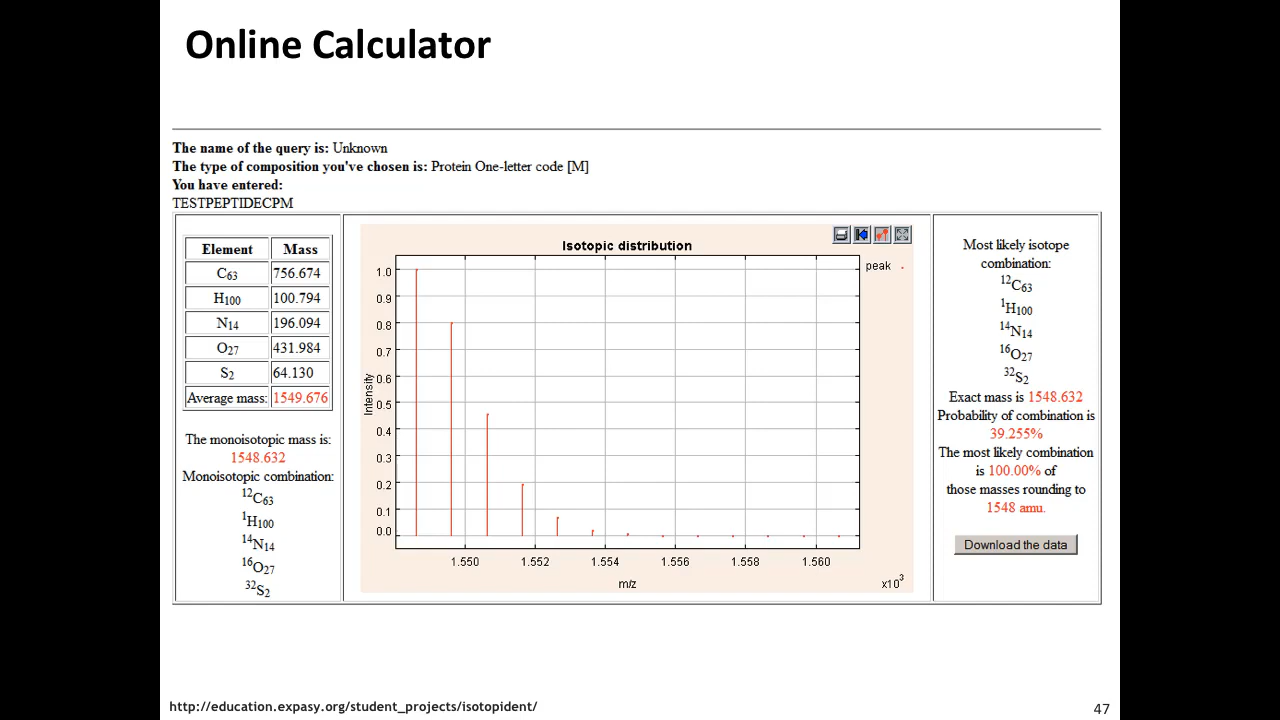 Online Calculator
The name of the query is: Unknown
The type of composition you've chosen is: Protein One-letter code [M]
You have entered:
TESTPEPTIDECPM
Element Mass
C63 756.674
H100 100.794
N14 196.094
O27 431.984
S2 64.130
Average mass: 1549.676
The monoisotopic mass is:
1548.632
Monoisotopic combination:
12C63
1H100
14N14
16O27
32S2
Isotopic distribution
peak
1.0
0.9
0.8
0.7
0.6
0.5
0.4
0.3
0.2
0.1
0.0
Intensity
1.550 1.552 1.554 1.556 1.558 1.560
m/z
x103
Most likely isotope
combination:
12C63
1H100
14N14
16O27
32S2
Exact mass is 1548.632
Probability of combination is
39.255%
The most likely combination
is 100.00% of
those masses rounding to
1548 amu.
Download the data
http://education.expasy.org/student_projects/isotopident/
47